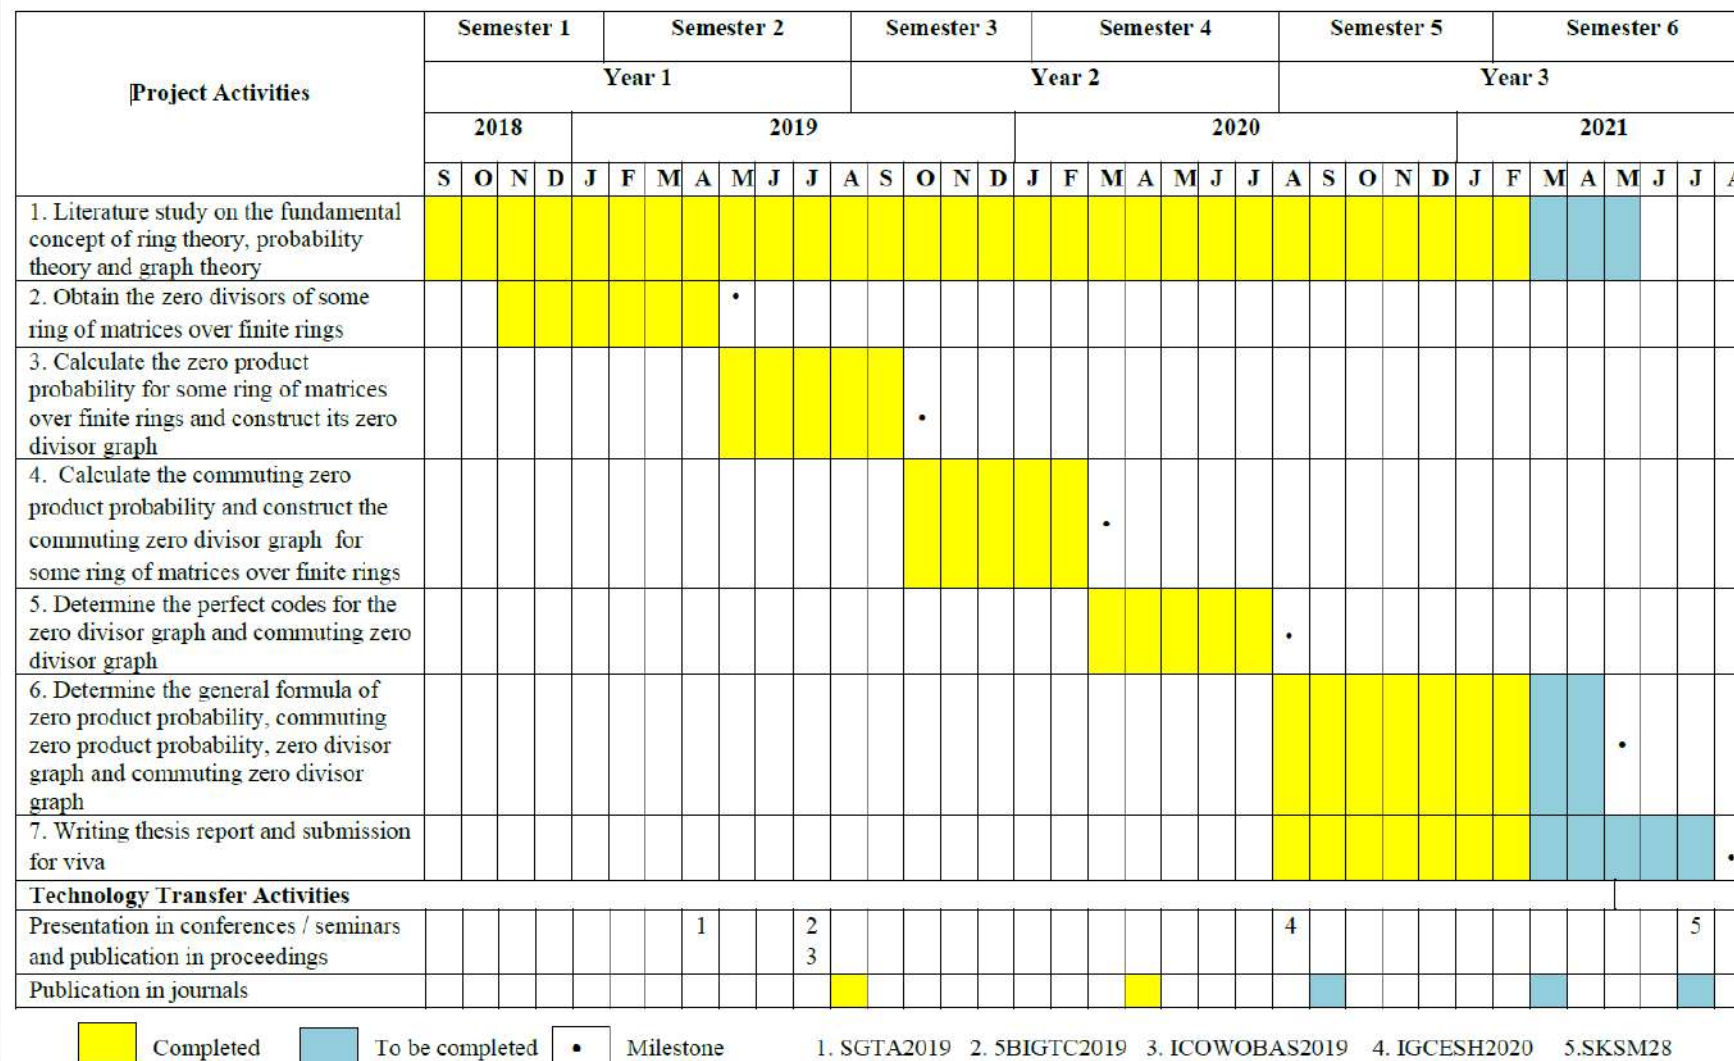 Semester 1 Semester 2 Semester 3 Semester 4 Semester 5 Semester 6
Project Activities
Year 1 Year 2 Year 3
2018 2019 2020 2021
S O N D J F M A M J J A S O N D J F M A M J J A S O N D J F M A M J J A
1. Literature study on the fundamental
concept of ring theory, probability
theory and graph theory
2. Obtain the zero divisors of some
ring of matrices over finite rings
3. Calculate the zero product
probability for some ring of matrices
over finite rings and construct its zero
divisor graph
4. Calculate the commuting zero
product probability and construct the
commuting zero divisor graph for
some ring of matrices over finite rings
5. Determine the perfect codes for the
zero divisor graph and commuting zero
divisor graph
6. Determine the general formula of
zero product probability, commuting
zero product probability, zero divisor
graph and commuting zero divisor
graph
7. Writing thesis report and submission
for viva
Technology Transfer Activities
Presentation in conferences / seminars 1 2 4 5
and publication in proceedings 3
Publication in journals
Completed To be completed • Milestone 1. SGTA2019 2. 5BIGTC2019 3. ICOWOBAS2019 4. IGCESH2020 5.SKSM28